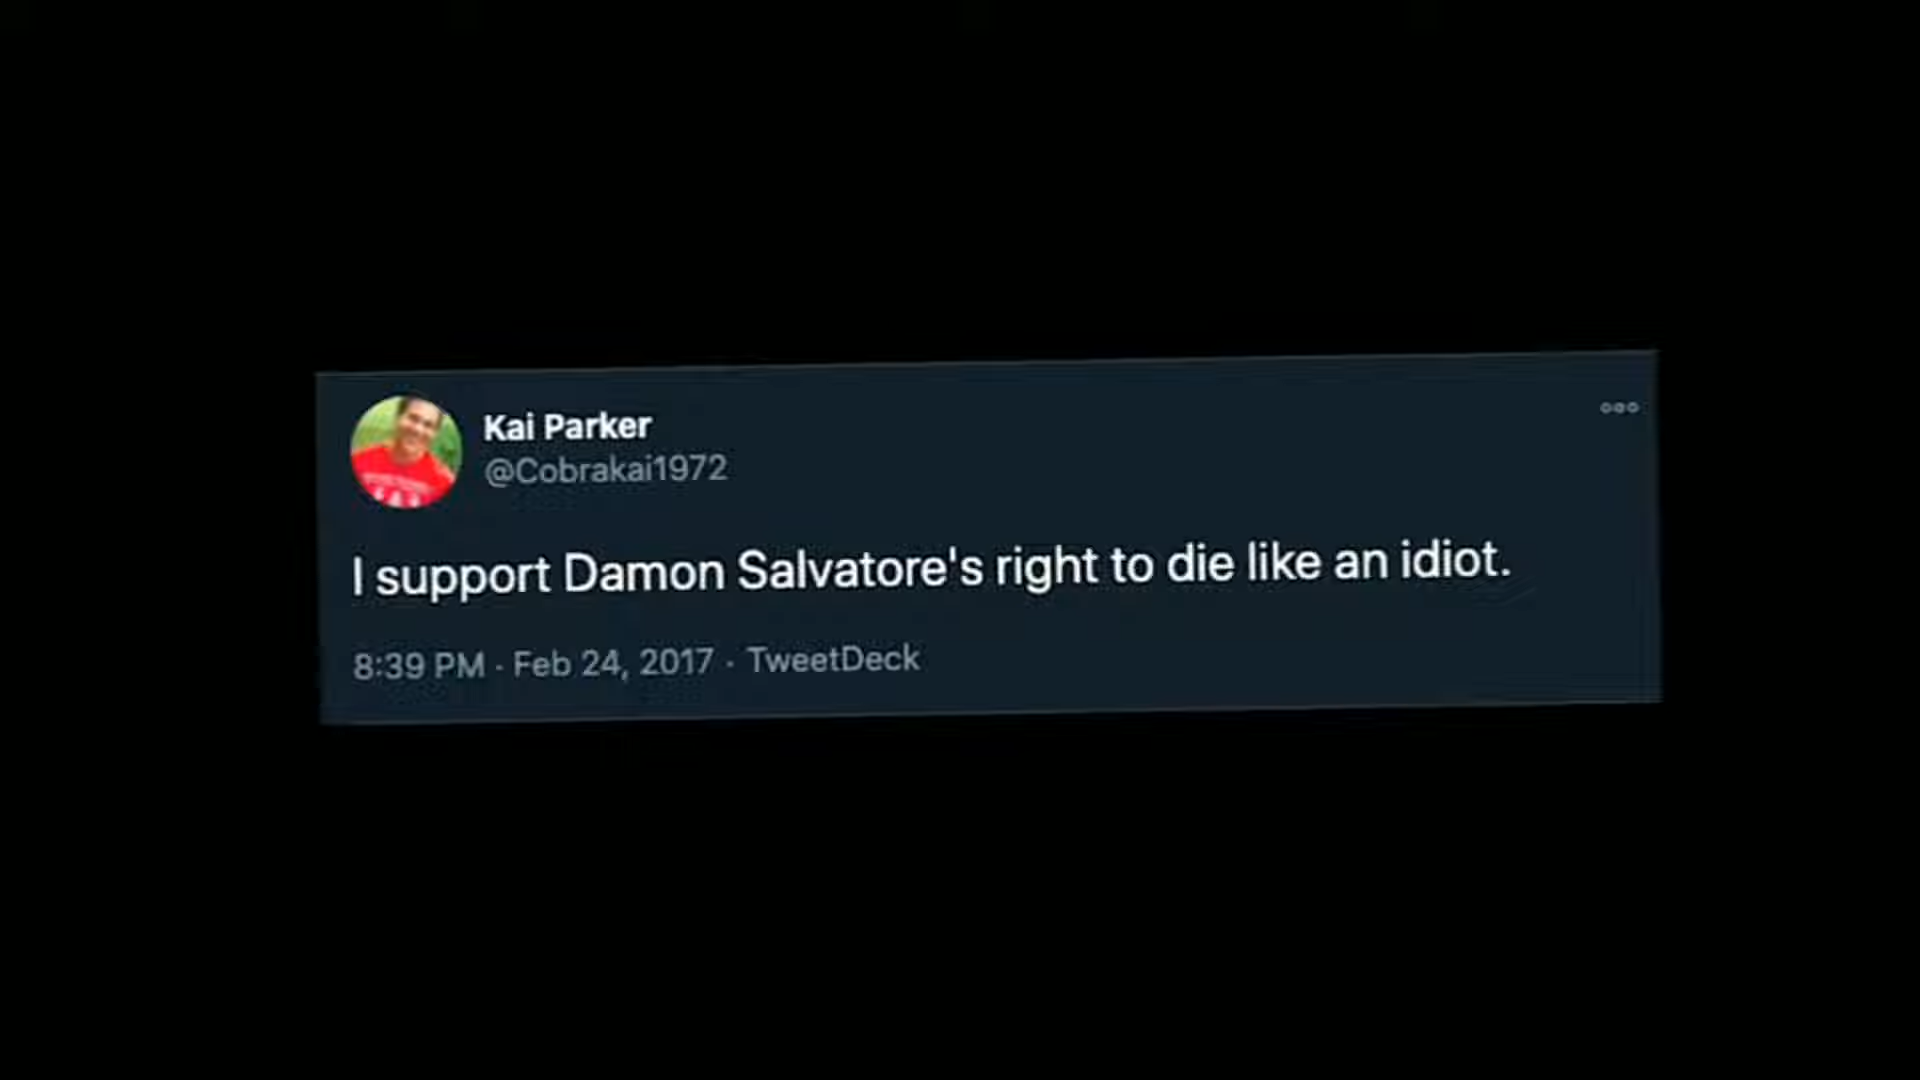 Kai Parker
@Cobrakai1972
I support Damon Salvatore's right to die like an idiot.
8:39 PM · Feb 24, 2017 · TweetDeck